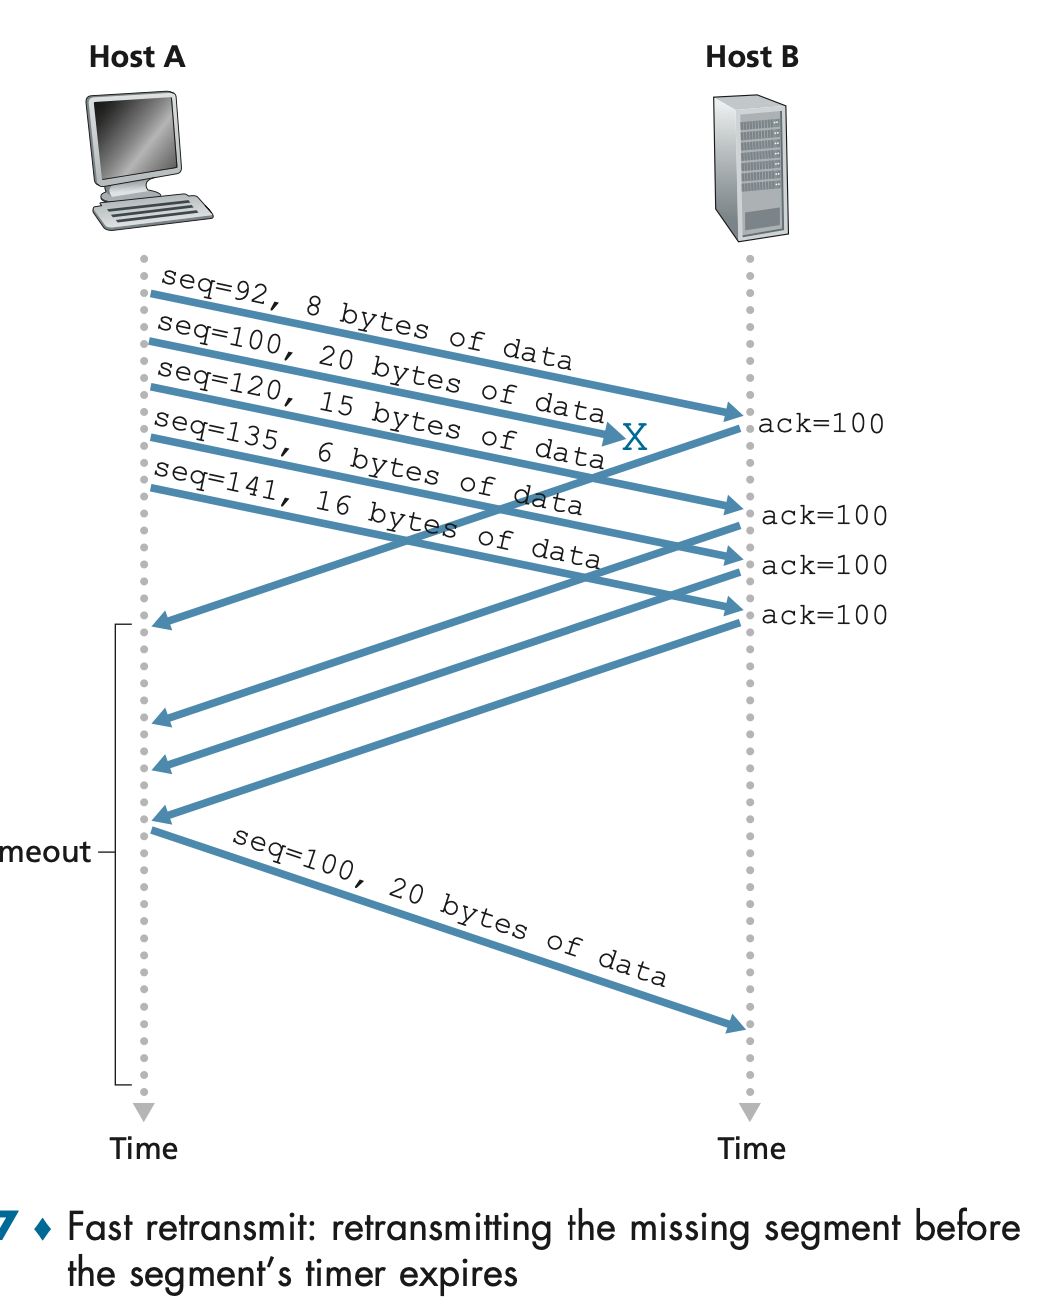 Host A
Host B
seq=92, 8 bytes of data
seq=100, 20 bytes of data
seq=120, 15 bytes of data
seq=135, 6 bytes of data
seq=141, 16 bytes of data
X
ack=100
ack=100
ack=100
ack=100
meout
seq=100, 20 bytes of data
Time
Time
7 ♦ Fast retransmit: retransmitting the missing segment before
the segment’s timer expires